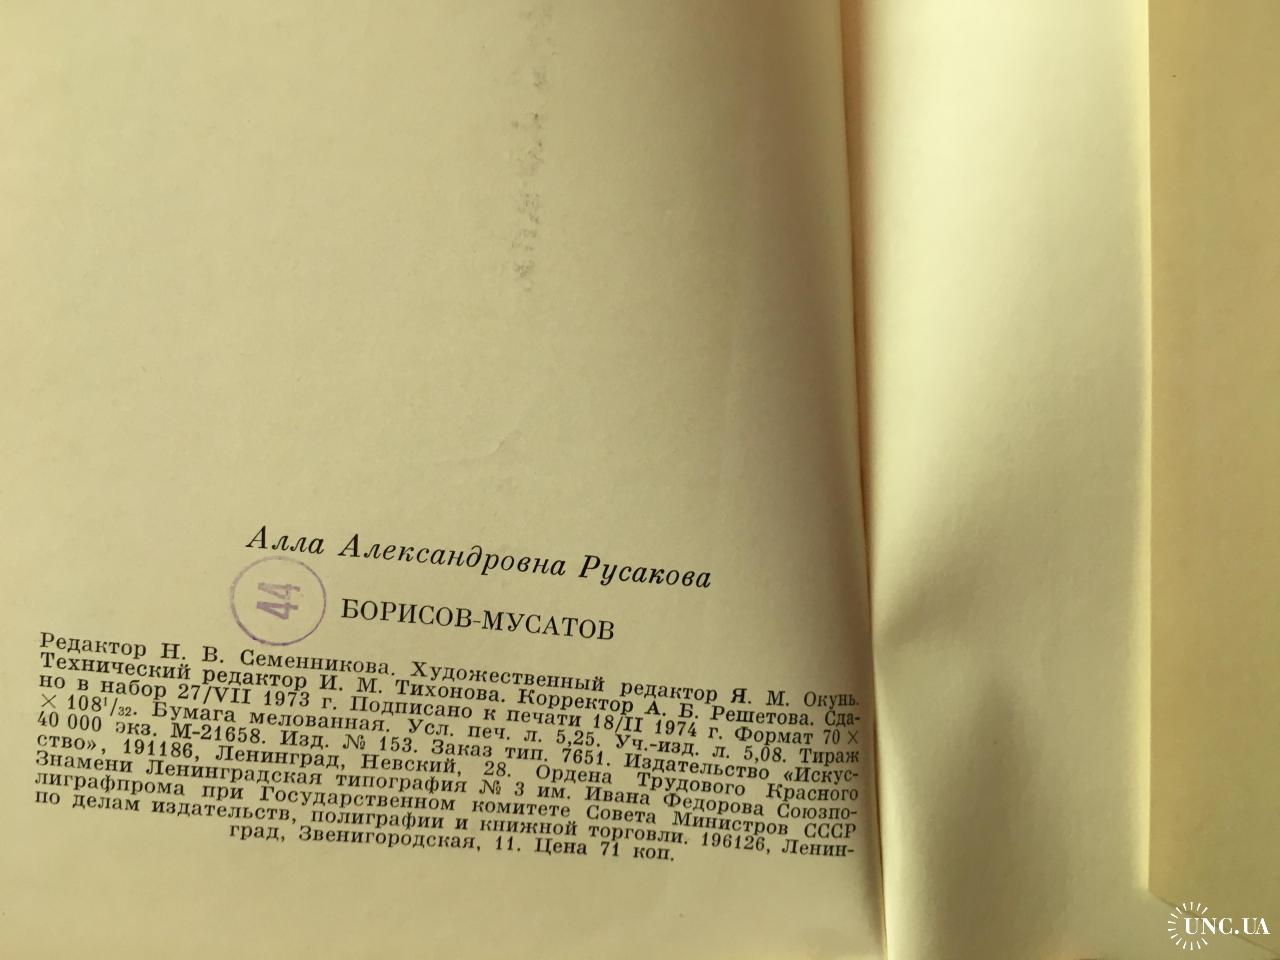 Алла Александровна Русакова
44
БОРИСОВ-МУСАТОВ
Редактор Н. В. Семенникова. Художественный редактор Я. М. Окунь.
Технический редактор И. М. Тихонова. Корректор А. Б. Решетова. Сда-
но в набор 27/VII 1973 г. Подписано к печати 18/II 1974 г. Формат 70 ×
× 108¹/₃₂. Бумага мелованная. Усл. печ. л. 5,25. Уч.-изд. л. 5,08. Тираж
40 000 экз. М-21658. Изд. № 153. Заказ тип. 7651. Издательство «Искус-
ство», 191186, Ленинград, Невский, 28. Ордена Трудового Красного
Знамени Ленинградская типография № 3 им. Ивана Федорова Союзпо-
лиграфпрома при Государственном комитете Совета Министров СССР
по делам издательств, полиграфии и книжной торговли. 196126, Ленин-
град, Звенигородская, 11. Цена 71 коп.
UNC.UA